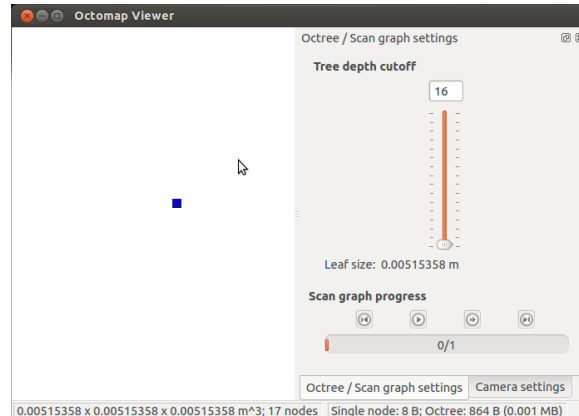 Octomap Viewer
Octree / Scan graph settings
Tree depth cutoff
16
Leaf size: 0.00515358 m
Scan graph progress
0/1
Octree / Scan graph settings
Camera settings
0.00515358 x 0.00515358 x 0.00515358 m^3; 17 nodes
Single node: 8 B; Octree: 864 B (0.001 MB)